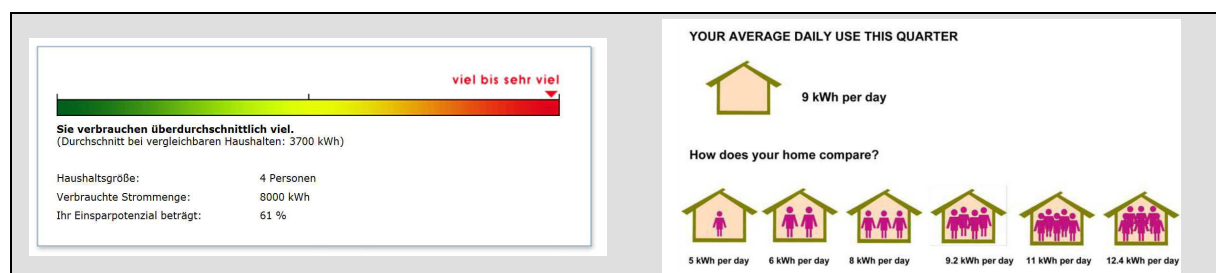 viel bis sehr viel
Sie verbrauchen überdurchschnittlich viel.
(Durchschnitt bei vergleichbaren Haushalten: 3700 kWh)
Haushaltsgröße: 4 Personen
Verbrauchte Strommenge: 8000 kWh
Ihr Einsparpotenzial beträgt: 61 %
YOUR AVERAGE DAILY USE THIS QUARTER
9 kWh per day
How does your home compare?
5 kWh per day 6 kWh per day 8 kWh per day 9.2 kWh per day 11 kWh per day 12.4 kWh per day